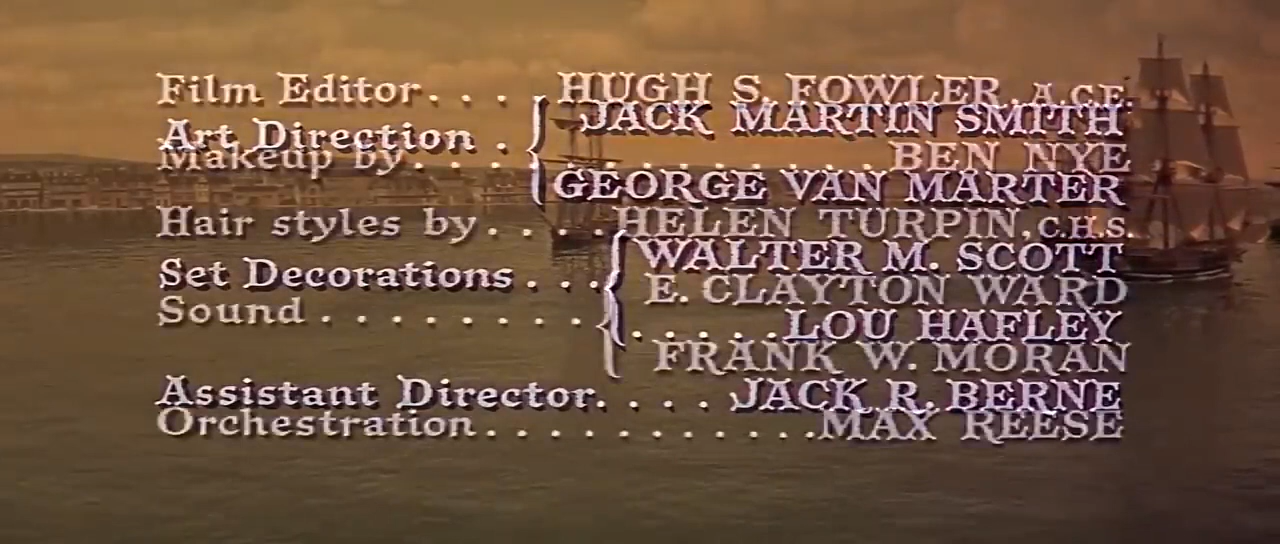 Film Editor . . . . HUGH S. FOWLER, A.C.E.
JACK MARTIN SMITH
Art Direction .
Makeup by . . . . . . . . . . . . BEN NYE
GEORGE VAN MARTER
Hair styles by . . . . . HELEN TURPIN, C.H.S.
WALTER M. SCOTT
Set Decorations . . .
E. CLAYTON WARD
Sound . . . . . . . .
. . . . . LOU HAFLEY
FRANK W. MORAN
Assistant Director. . . . JACK R. BERNE
Orchestration . . . . . . . . . . . . MAX REESE